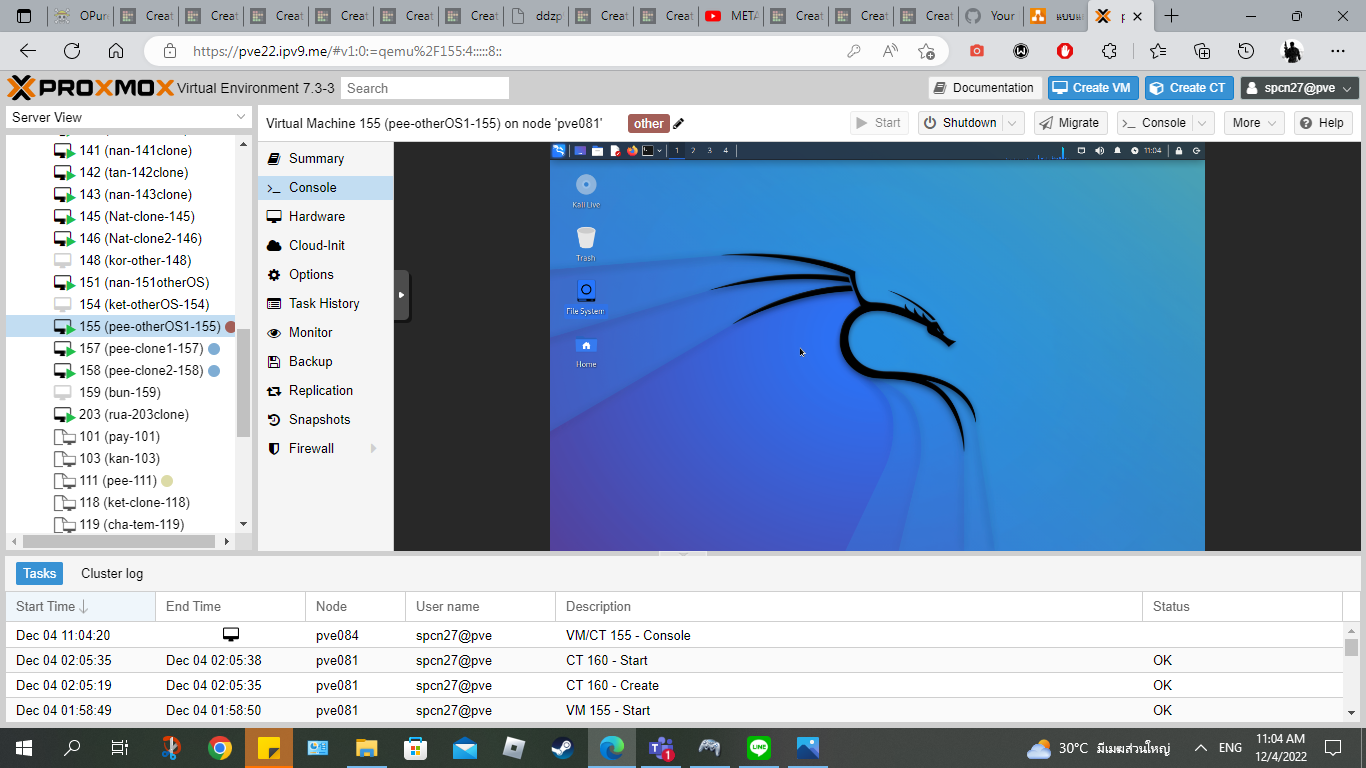 OPur
Creat
Creat
Creat
Creat
Creat
Creat
ddzp
Creat
Creat
META
Creat
Creat
Creat
Your
แบบแ
https://pve22.ipv9.me/#v1:0:=qemu%2F155:4:::::8::
PROXMOX Virtual Environment 7.3-3
Search
Documentation
Create VM
Create CT
spcn27@pve
Server View
Virtual Machine 155 (pee-otherOS1-155) on node 'pve081'
other
Start
Shutdown
Migrate
Console
More
Help
141 (nan-141clone)
142 (tan-142clone)
143 (nan-143clone)
145 (Nat-clone-145)
146 (Nat-clone2-146)
148 (kor-other-148)
151 (nan-151otherOS)
154 (ket-otherOS-154)
155 (pee-otherOS1-155)
157 (pee-clone1-157)
158 (pee-clone2-158)
159 (bun-159)
203 (rua-203clone)
101 (pay-101)
103 (kan-103)
111 (pee-111)
118 (ket-clone-118)
119 (cha-tem-119)
Summary
Console
Hardware
Cloud-Init
Options
Task History
Monitor
Backup
Replication
Snapshots
Firewall
1 2 3 4
11:04
Kali Live
Trash
File System
Home
Tasks
Cluster log
Start Time End Time Node User name Description Status
Dec 04 11:04:20 pve084 spcn27@pve VM/CT 155 - Console
Dec 04 02:05:35 Dec 04 02:05:38 pve081 spcn27@pve CT 160 - Start OK
Dec 04 02:05:19 Dec 04 02:05:35 pve081 spcn27@pve CT 160 - Create OK
Dec 04 01:58:49 Dec 04 01:58:50 pve081 spcn27@pve VM 155 - Start OK
1
LINE
30°C มีเมฆส่วนใหญ่
ENG
11:04 AM
12/4/2022